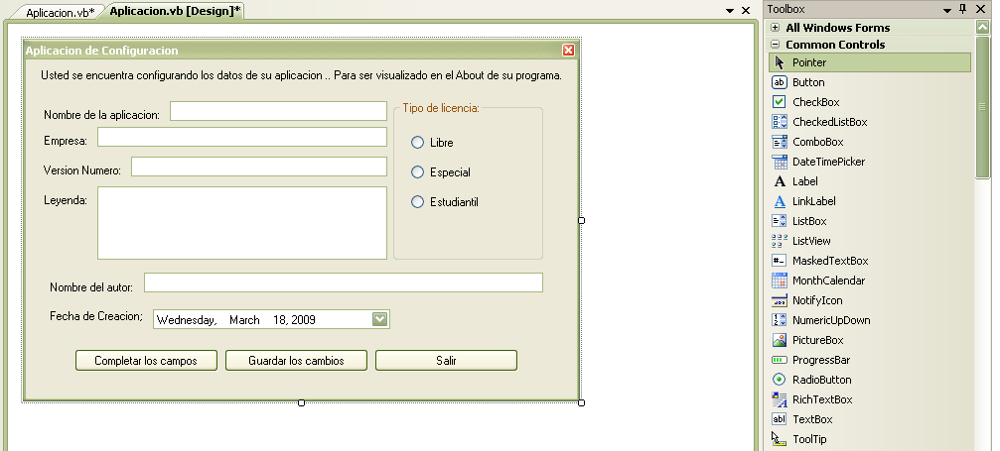 Aplicacion.vb*
Aplicacion.vb [Design]*
Aplicacion de Configuracion
Usted se encuentra configurando los datos de su aplicacion .. Para ser visualizado en el About de su programa.
Nombre de la aplicacion:
Empresa:
Version Numero:
Leyenda:
Tipo de licencia:
Libre
Especial
Estudiantil
Nombre del autor:
Fecha de Creacion;
Wednesday, March 18, 2009
Completar los campos
Guardar los cambios
Salir
Toolbox
All Windows Forms
Common Controls
Pointer
ab Button
CheckBox
CheckedListBox
ComboBox
DateTimePicker
A Label
A LinkLabel
ListBox
ListView
#- MaskedTextBox
MonthCalendar
NotifyIcon
NumericUpDown
PictureBox
ProgressBar
RadioButton
RichTextBox
abl TextBox
ToolTip